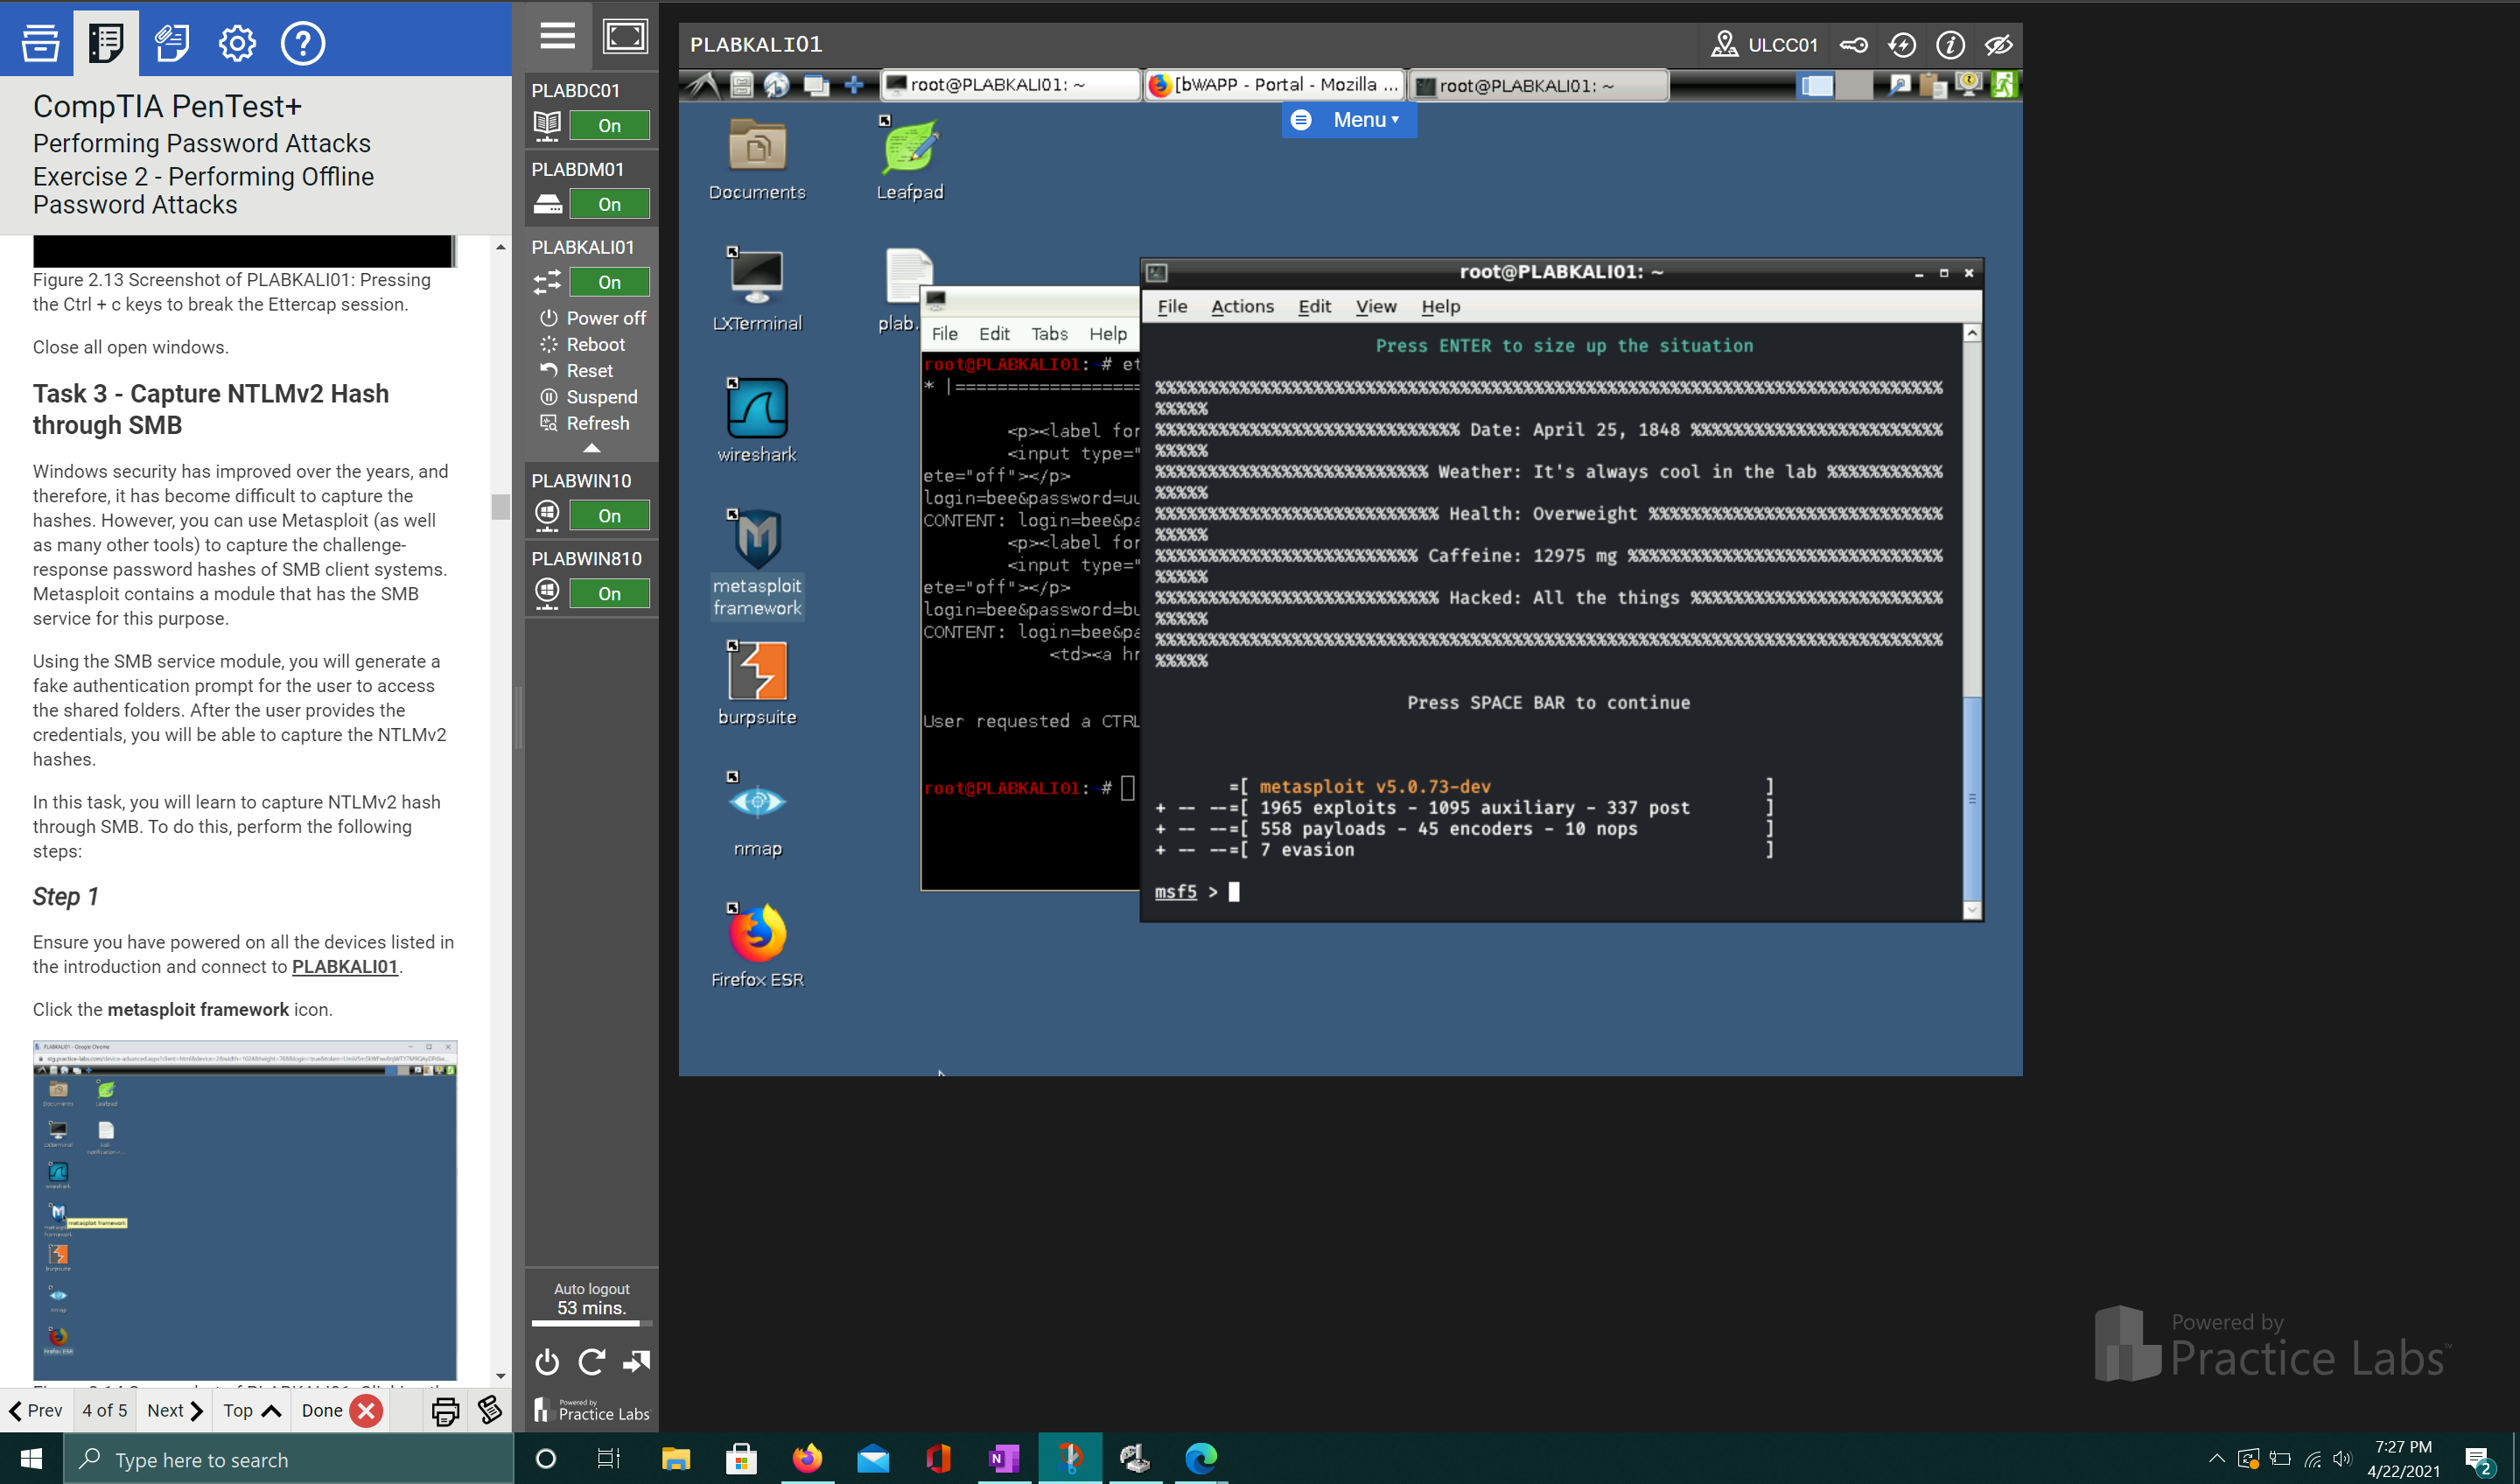 CompTIA PenTest+
Performing Password Attacks
Exercise 2 - Performing Offline
Password Attacks
Figure 2.13 Screenshot of PLABKALI01: Pressing
the Ctrl + c keys to break the Ettercap session.
Close all open windows.
Task 3 - Capture NTLMv2 Hash
through SMB
Windows security has improved over the years, and
therefore, it has become difficult to capture the
hashes. However, you can use Metasploit (as well
as many other tools) to capture the challenge-
response password hashes of SMB client systems.
Metasploit contains a module that has the SMB
service for this purpose.
Using the SMB service module, you will generate a
fake authentication prompt for the user to access
the shared folders. After the user provides the
credentials, you will be able to capture the NTLMv2
hashes.
In this task, you will learn to capture NTLMv2 hash
through SMB. To do this, perform the following
steps:
Step 1
Ensure you have powered on all the devices listed in
the introduction and connect to PLABKALI01.
Click the metasploit framework icon.
PLABKALI01 - Google Chrome
metasploit framework
Prev
4 of 5
Next
Top
Done
PLABDC01
On
PLABDM01
On
PLABKALI01
On
Power off
Reboot
Reset
Suspend
Refresh
PLABWIN10
On
PLABWIN810
On
Auto logout
53 mins.
Powered by
Practice Labs
PLABKALI01
ULCC01
root@PLABKALI01: ~
[bWAPP - Portal - Mozilla ...
root@PLABKALI01: ~
Menu
Documents
Leafpad
LXTerminal
plab.
wireshark
metasploit
framework
burpsuite
nmap
Firefox ESR
File Edit Tabs Help
root@PLABKALI01:~# et
* |==================
<p><label for
<input type="
ete="off"></p>
login=bee&password=uu
CONTENT: login=bee&pa
<p><label for
<input type="
ete="off"></p>
login=bee&password=bu
CONTENT: login=bee&pa
<td><a hr
User requested a CTRL
root@PLABKALI01:~#
root@PLABKALI01: ~
File Actions Edit View Help
Press ENTER to size up the situation
%%%%%%%%%%%%%%%%%%%%%%%%%%%%%%%%%%%%%%%%%%%%%%%%%%%%%%%%%%%%%%%%%%%%%%%%%%%%%
%%%%%
%%%%%%%%%%%%%%%%%%%%%%%%%%%%% Date: April 25, 1848 %%%%%%%%%%%%%%%%%%%%%%%%
%%%%%
%%%%%%%%%%%%%%%%%%%%%%%%%% Weather: It's always cool in the lab %%%%%%%%%%%
%%%%%
%%%%%%%%%%%%%%%%%%%%%%%%%%% Health: Overweight %%%%%%%%%%%%%%%%%%%%%%%%%%%%
%%%%%
%%%%%%%%%%%%%%%%%%%%%%%%% Caffeine: 12975 mg %%%%%%%%%%%%%%%%%%%%%%%%%%%%%%
%%%%%
%%%%%%%%%%%%%%%%%%%%%%%%%%% Hacked: All the things %%%%%%%%%%%%%%%%%%%%%%%%
%%%%%
%%%%%%%%%%%%%%%%%%%%%%%%%%%%%%%%%%%%%%%%%%%%%%%%%%%%%%%%%%%%%%%%%%%%%%%%%%%%%
%%%%%
Press SPACE BAR to continue
=[ metasploit v5.0.73-dev ]
+ -- --=[ 1965 exploits - 1095 auxiliary - 337 post ]
+ -- --=[ 558 payloads - 45 encoders - 10 nops ]
+ -- --=[ 7 evasion ]
msf5 >
Powered by
Practice Labs™
Type here to search
7:27 PM
4/22/2021
2